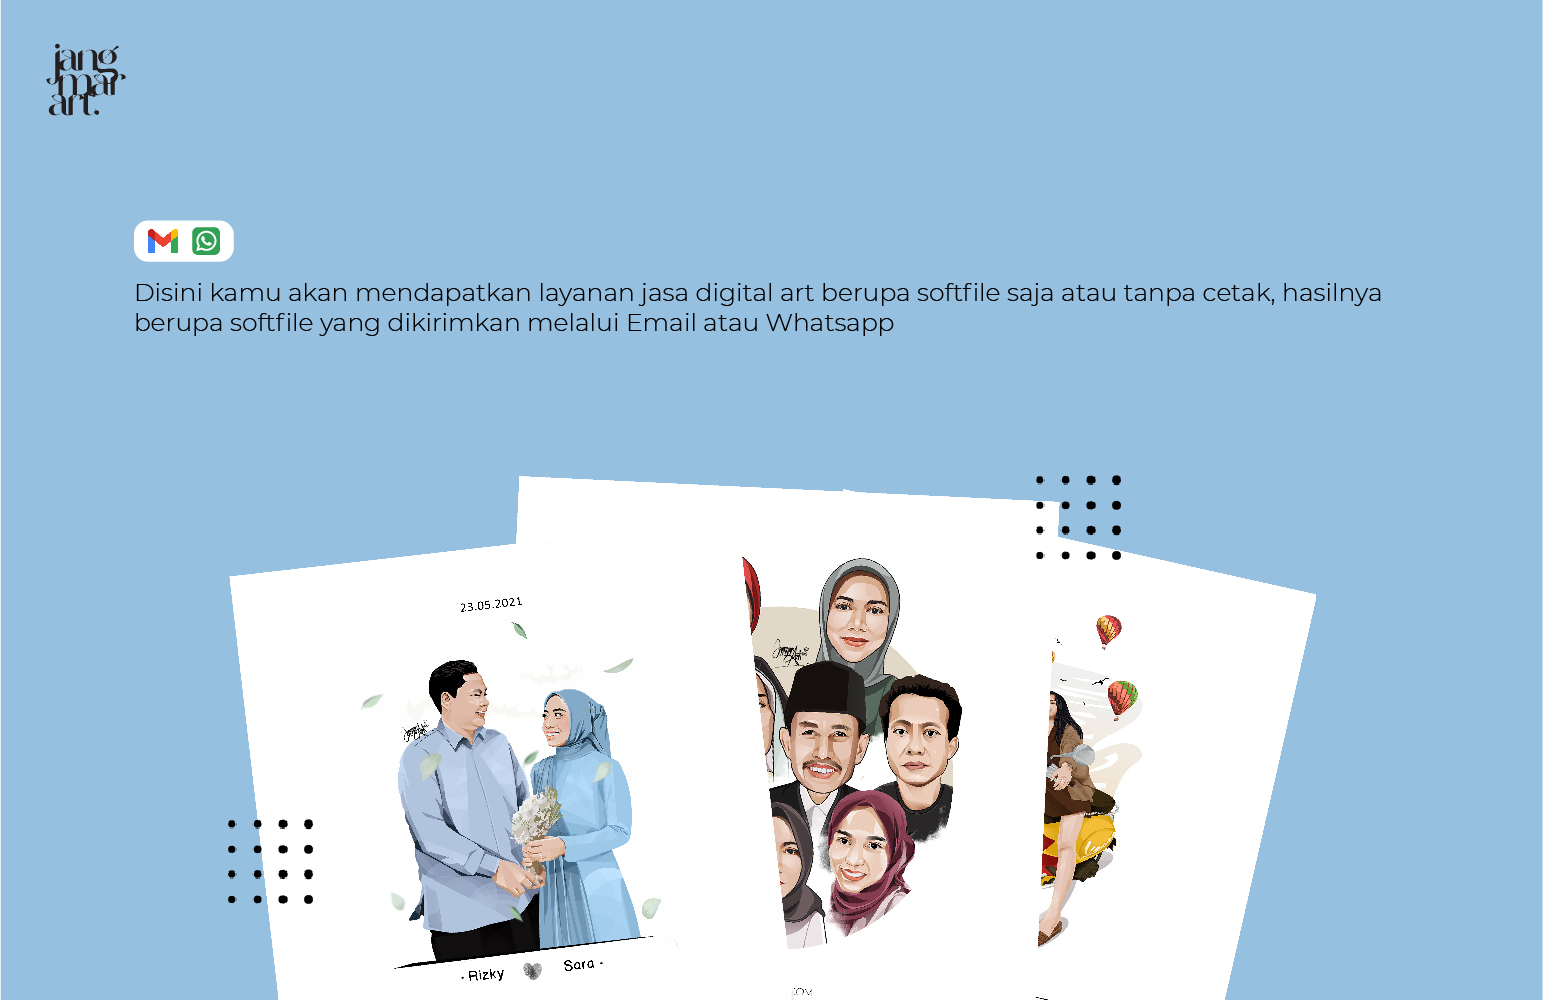 jang
mar
art.
Disini kamu akan mendapatkan layanan jasa digital art berupa softfile saja atau tanpa cetak, hasilnya
berupa softfile yang dikirimkan melalui Email atau Whatsapp
23.05.2021
· Rizky Sara ·